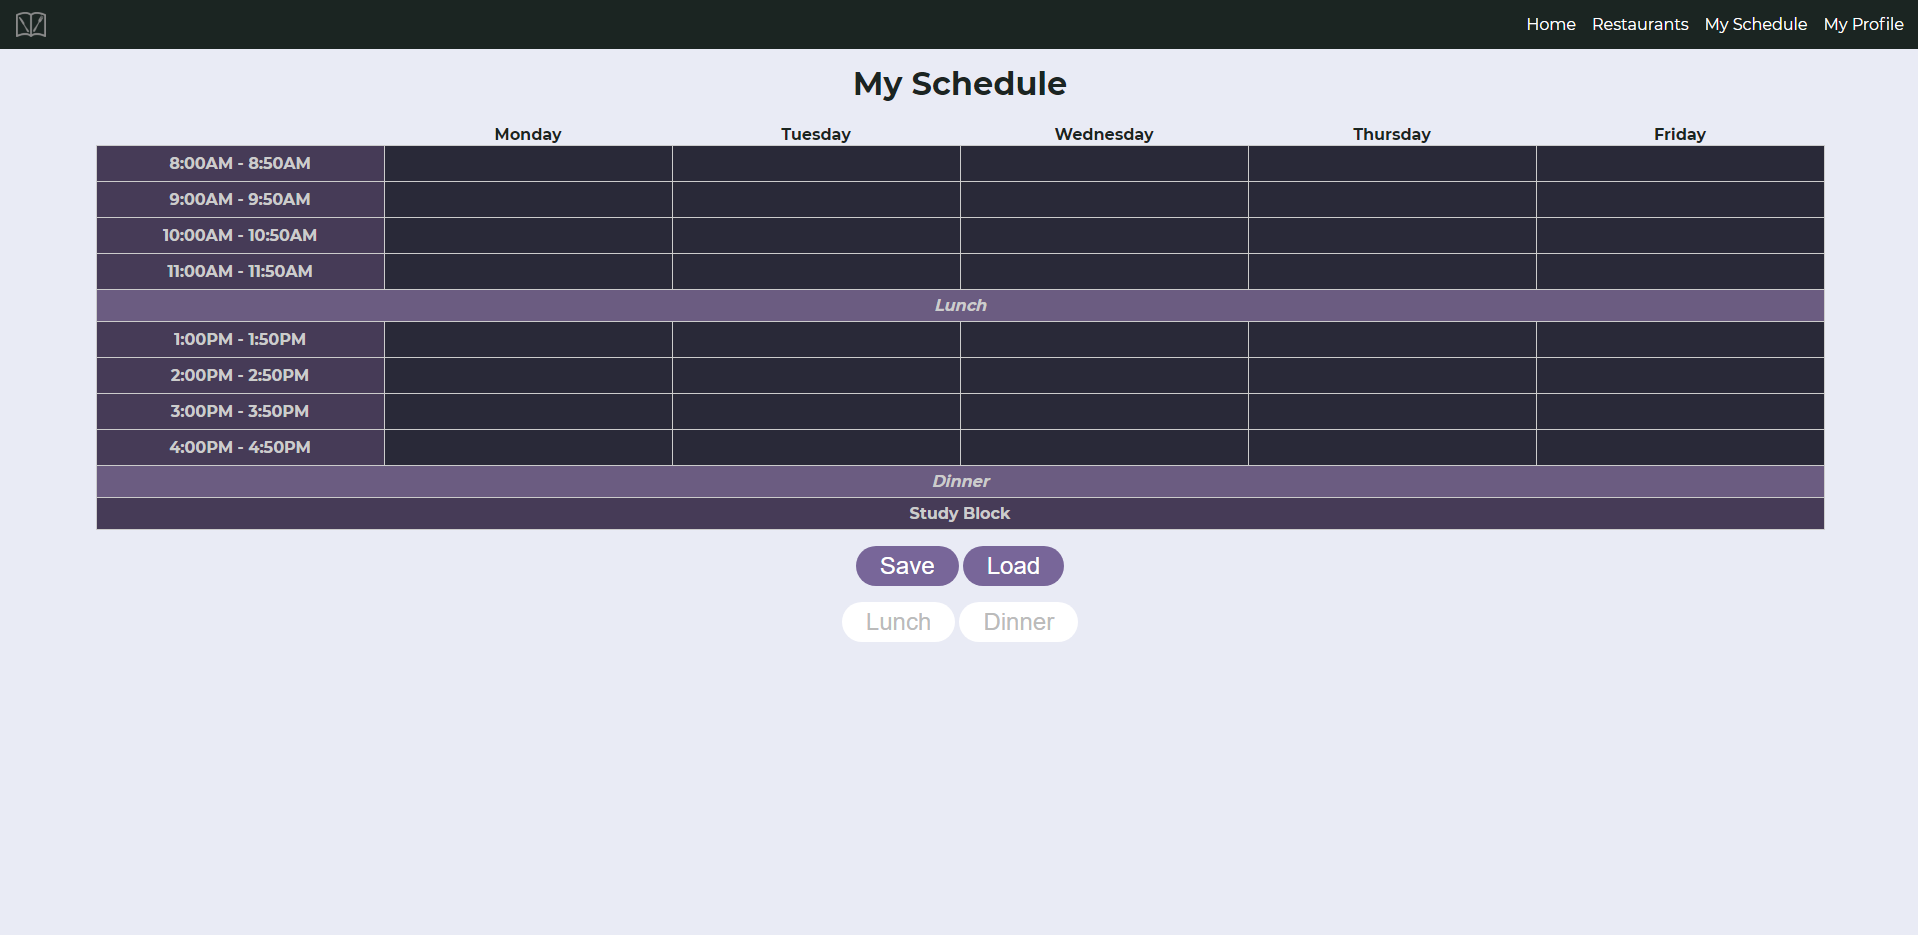 Home Restaurants My Schedule My Profile
My Schedule
Monday Tuesday Wednesday Thursday Friday
8:00AM - 8:50AM
9:00AM - 9:50AM
10:00AM - 10:50AM
11:00AM - 11:50AM
Lunch
1:00PM - 1:50PM
2:00PM - 2:50PM
3:00PM - 3:50PM
4:00PM - 4:50PM
Dinner
Study Block
Save Load
Lunch Dinner